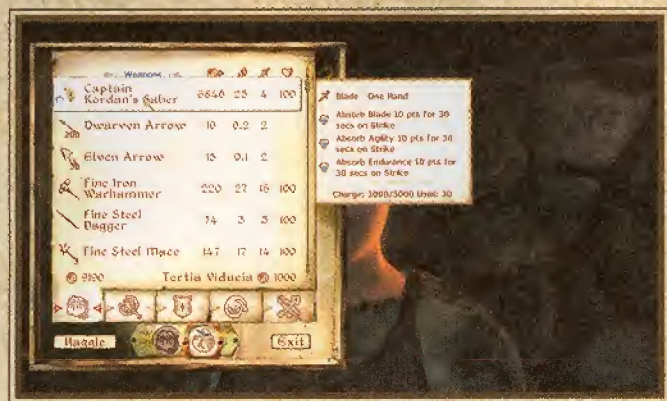 Weapons
Captain
Kordan's Saber 6640 25 4 100
Dwarven Arrow 10 0.2 2
Elven Arrow 15 0.1 2
Fine Iron
Warhammer 220 27 16 100
Fine Steel
Dagger 74 3 5 100
Fine Steel Mace 147 17 14 100
9190 Tertia Viducia 1000
Haggle Exit
Blade One Hand
Absorb Blade 10 pts for 30
secs on Strike
Absorb Agility 10 pts for 30
secs on Strike
Absorb Endurance 10 pts for
30 secs on Strike
Charge: 3000/3000 Uses: 30